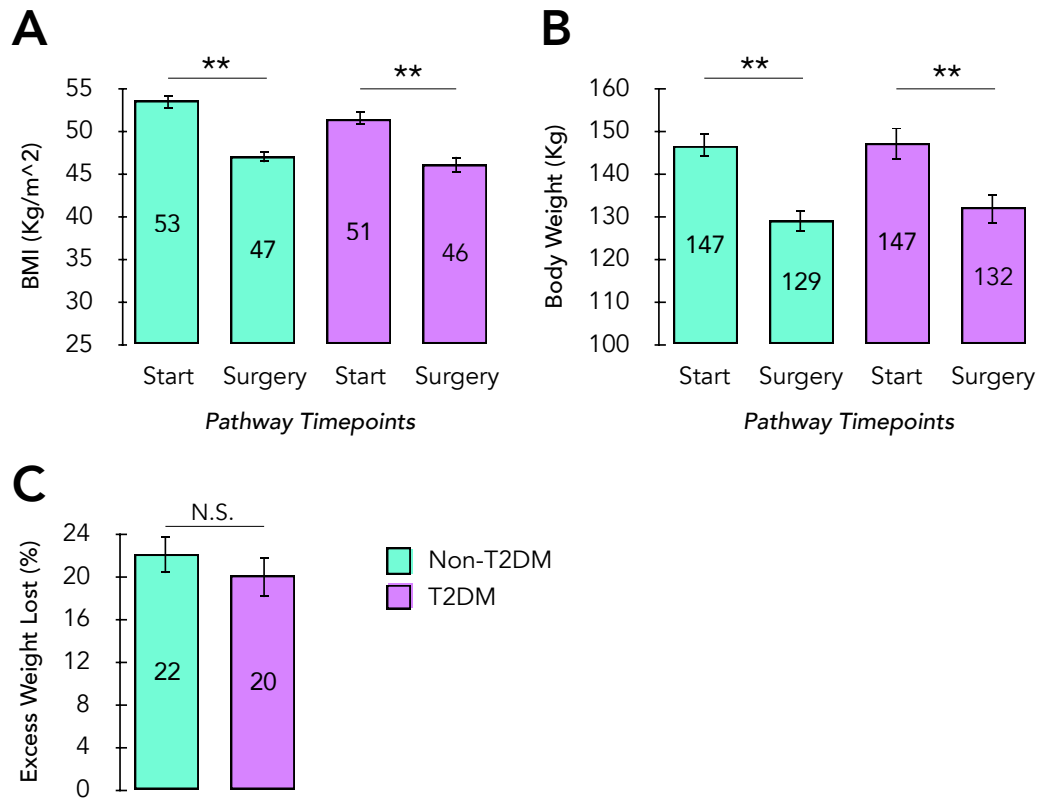 A
**
**
BMI (Kg/m^2)
55
50
45
40
35
30
25
53
47
51
46
Start
Surgery
Start
Surgery
Pathway Timepoints
B
**
**
Body Weight (Kg)
160
150
140
130
120
110
100
147
129
147
132
Start
Surgery
Start
Surgery
Pathway Timepoints
C
N.S.
Excess Weight Lost (%)
24
20
16
12
8
4
0
22
20
Non-T2DM
T2DM